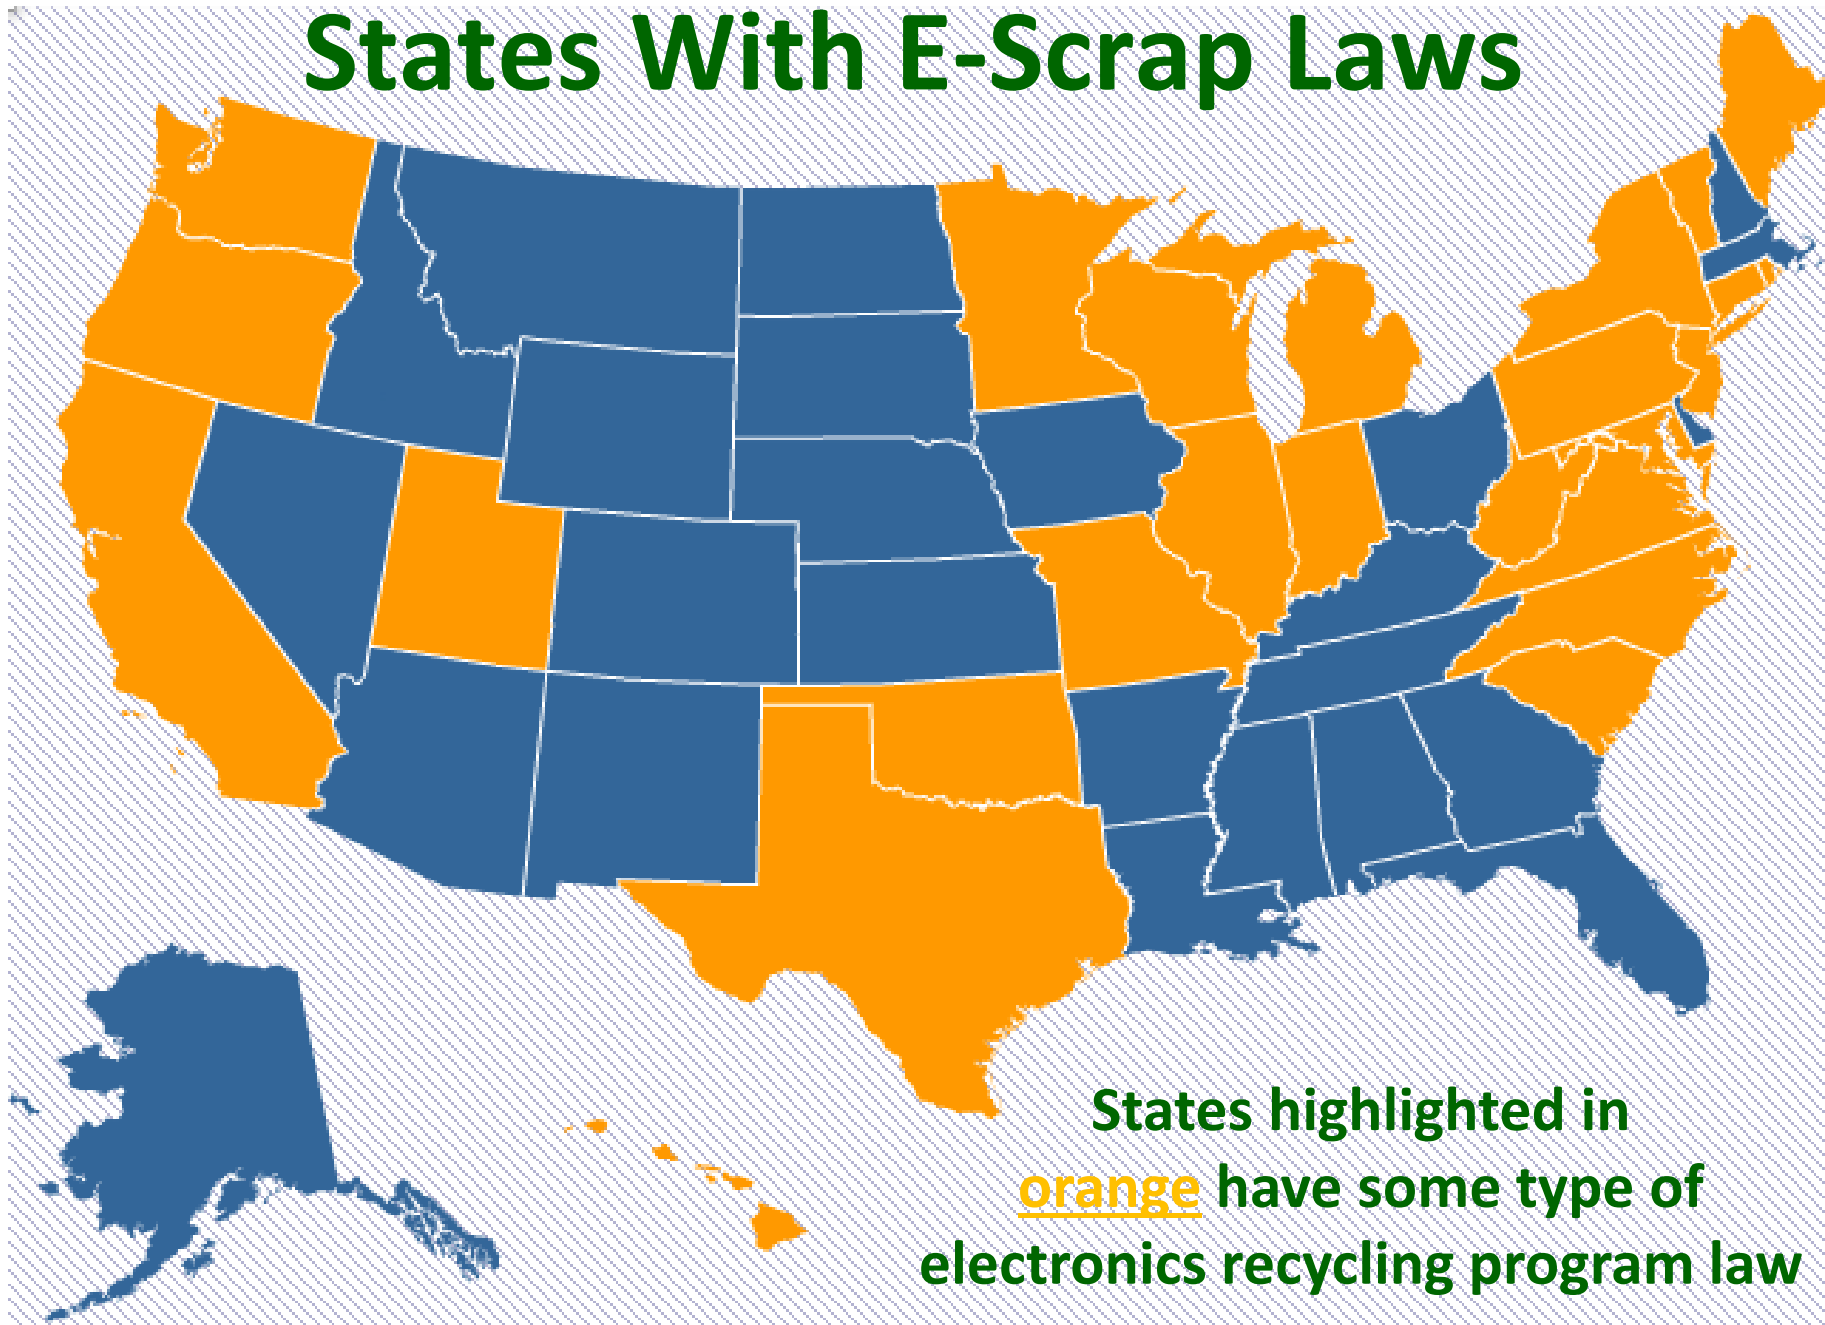 States With E-Scrap Laws
States highlighted in
orange have some type of
electronics recycling program law